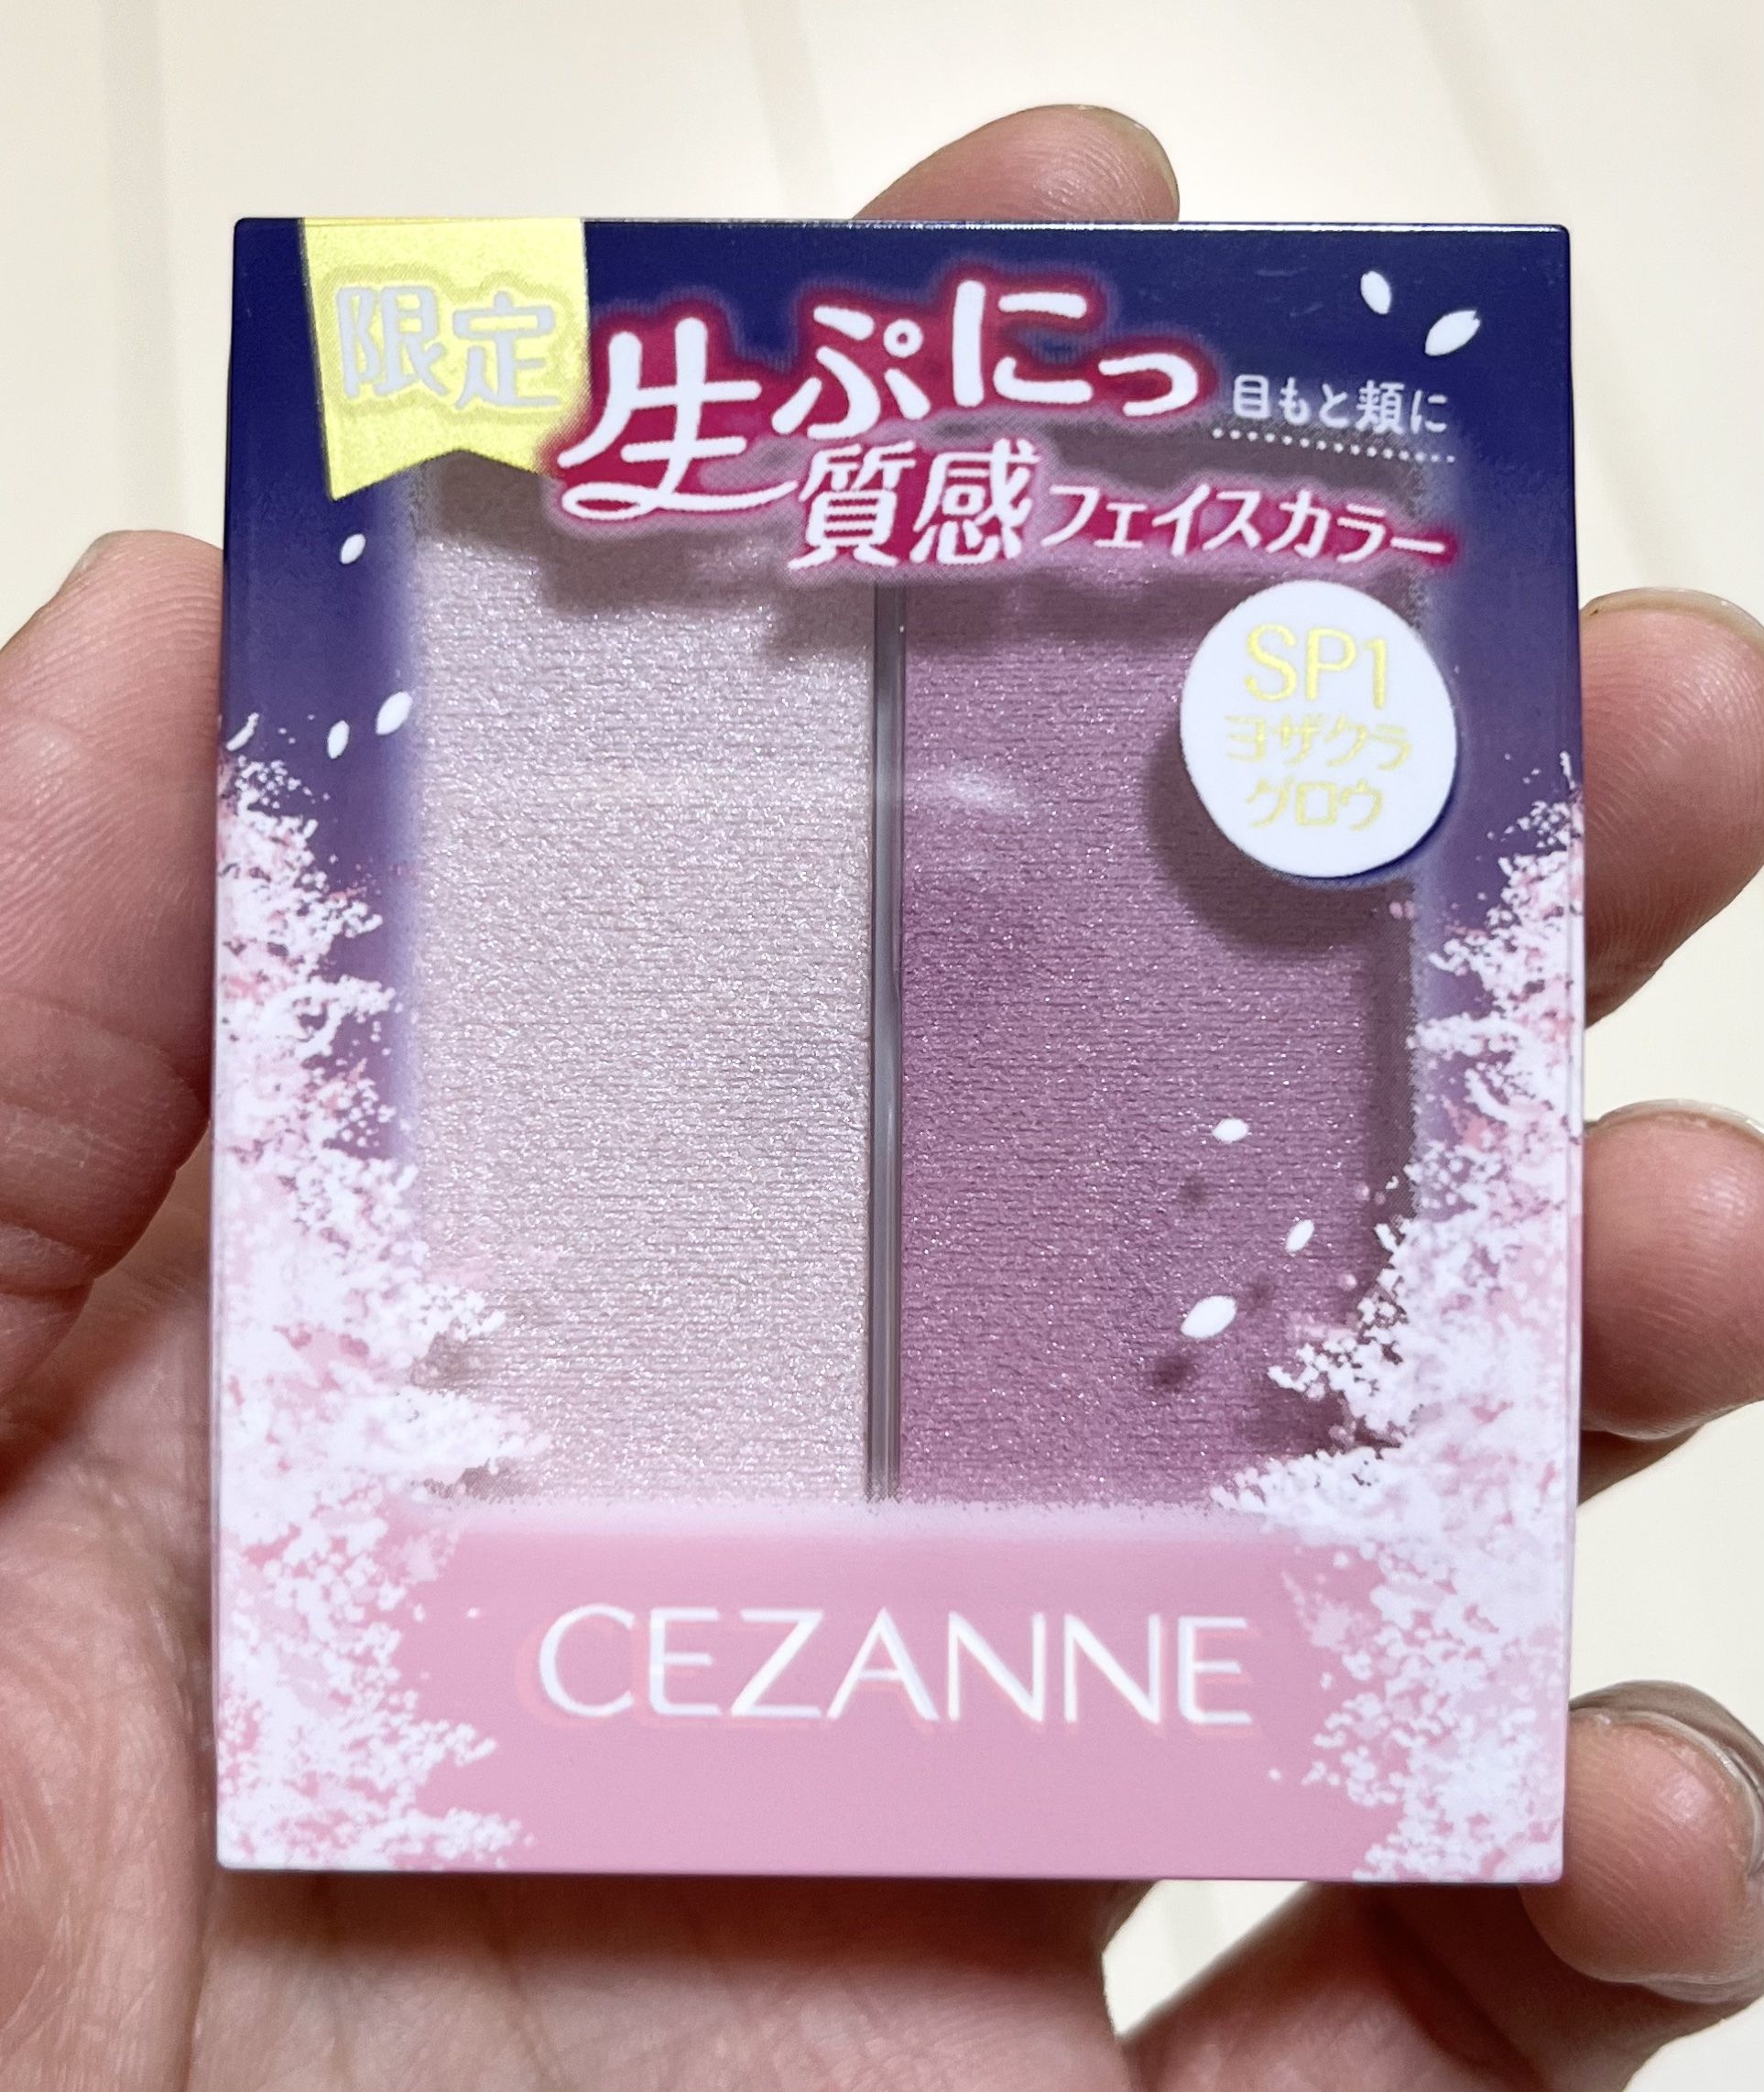 限定
生ぷにっ
目もと頬に
質感フェイスカラー
SP1
ヨザクラ
グロウ
CEZANNE